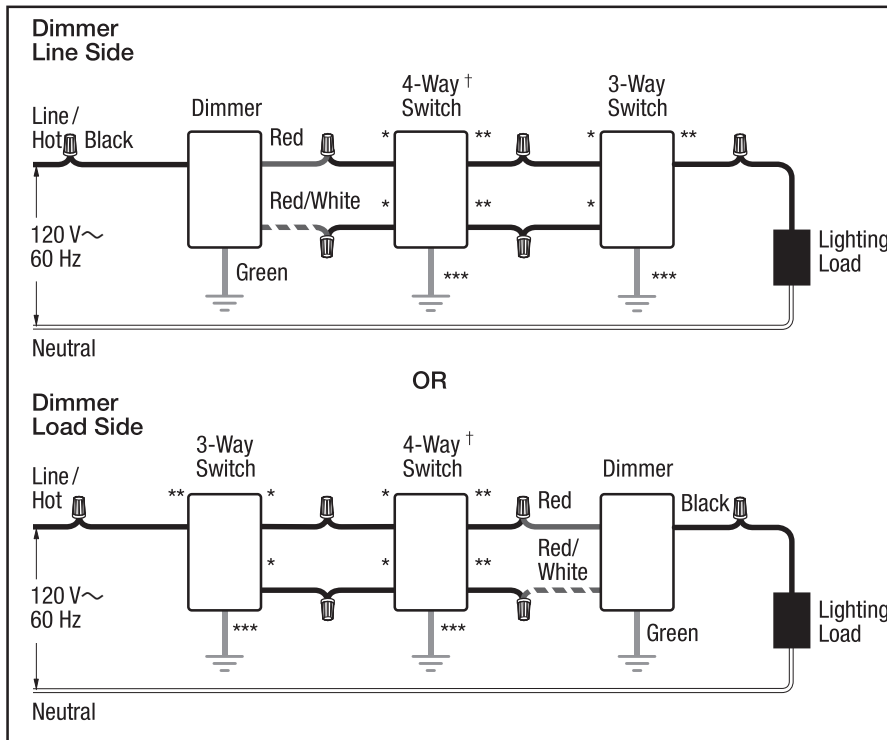 Dimmer
Line Side
4-Way †
Switch
3-Way
Switch
Dimmer
Line /
Hot
Black
Red
*
**
*
**
Red/White
*
**
*
120 V~
60 Hz
Green
***
***
Lighting
Load
Neutral
OR
Dimmer
Load Side
3-Way
Switch
4-Way †
Switch
Dimmer
Line /
Hot
**
*
*
**
Red
Black
*
*
**
Red/
White
120 V~
60 Hz
***
***
Green
Lighting
Load
Neutral